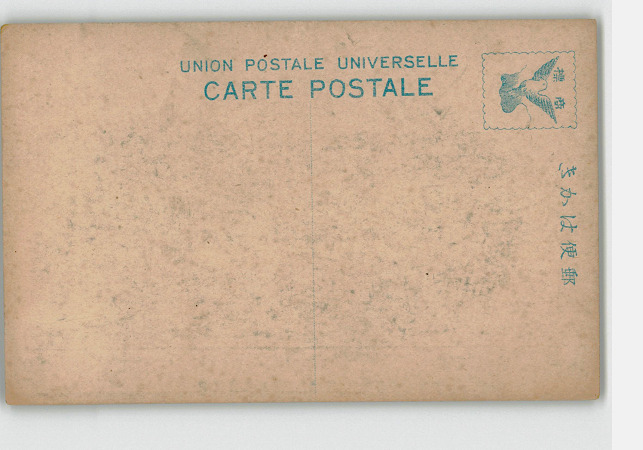 UNION POSTALE UNIVERSELLE
CARTE POSTALE
郵便はかき